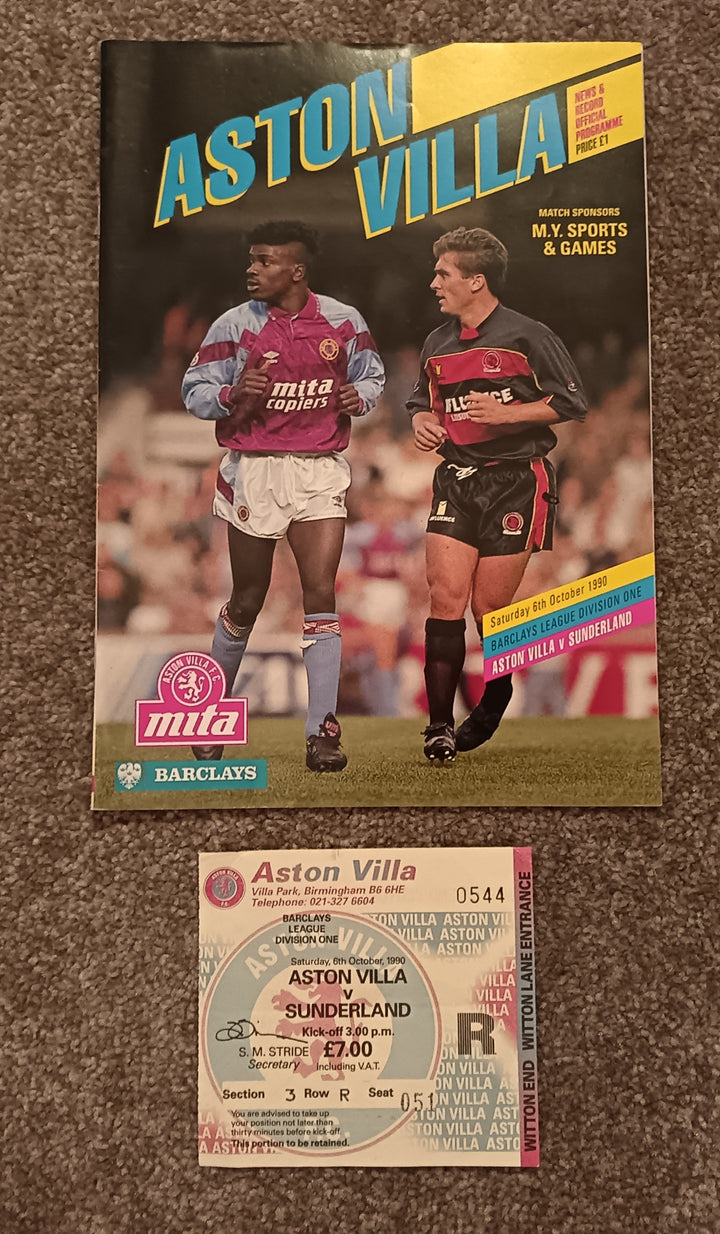 ASTON
VILLA
NEWS &
RECORD
OFFICIAL
PROGRAMME
PRICE £1
MATCH SPONSORS
M.Y. SPORTS
& GAMES
mita
copiers
LEISURE
FLUENCE
Saturday 6th October 1990
BARCLAYS LEAGUE DIVISION ONE
ASTON VILLA V SUNDERLAND
ASTON VILLA F.C.
mita
BARCLAYS
Aston Villa
Villa Park, Birmingham B6 6HE
Telephone: 021-327 6604
0544
BARCLAYS
LEAGUE
DIVISION ONE
Saturday, 6th October, 1990
ASTON VILLA
v
SUNDERLAND
Kick-off 3.00 p.m.
S. M. STRIDE £7.00
Secretary Including V.A.T.
R
Section 3 Row R Seat 051
You are advised to take up
your position not later than
thirty minutes before kick-off.
This portion to be retained.
WITTON END WITTON LANE ENTRANCE